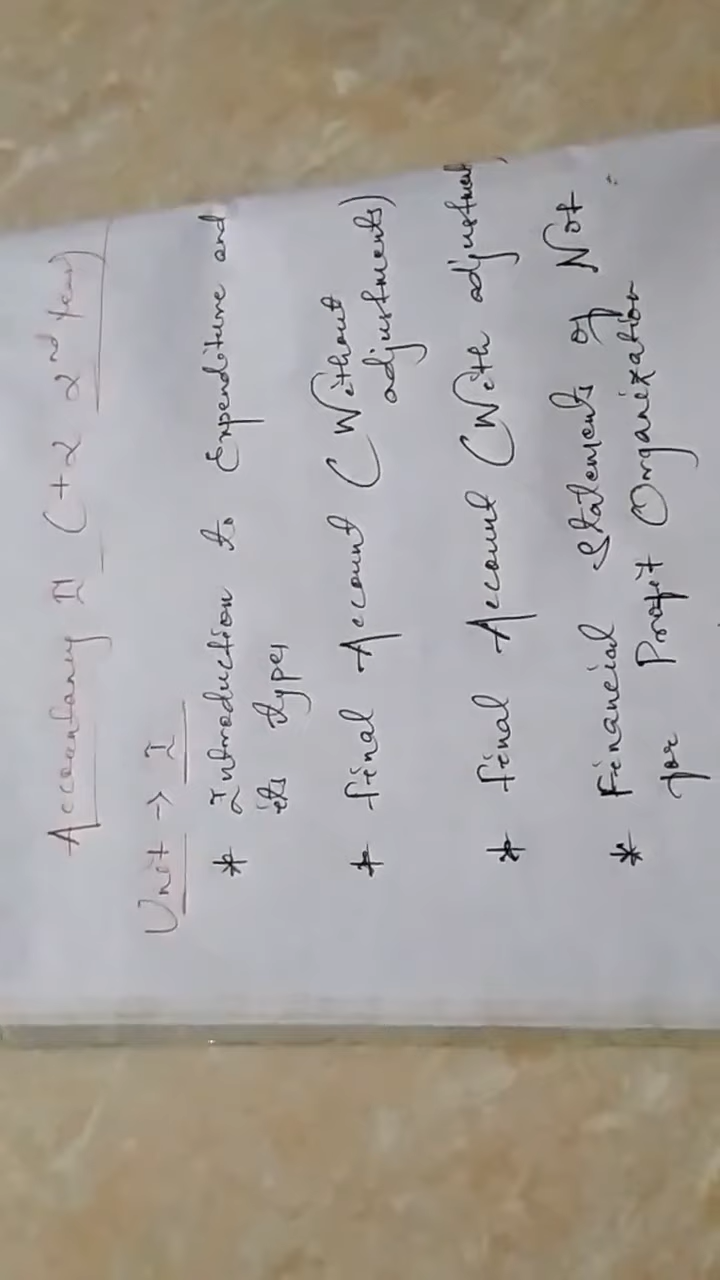 Accountancy II (+2 2nd Year)
Unit → I
* Introduction to Expenditure and
its types
* Final Account (Without
adjustments)
* Final Account (With adjustment
* Financial Statements of Not
for Profit Organization